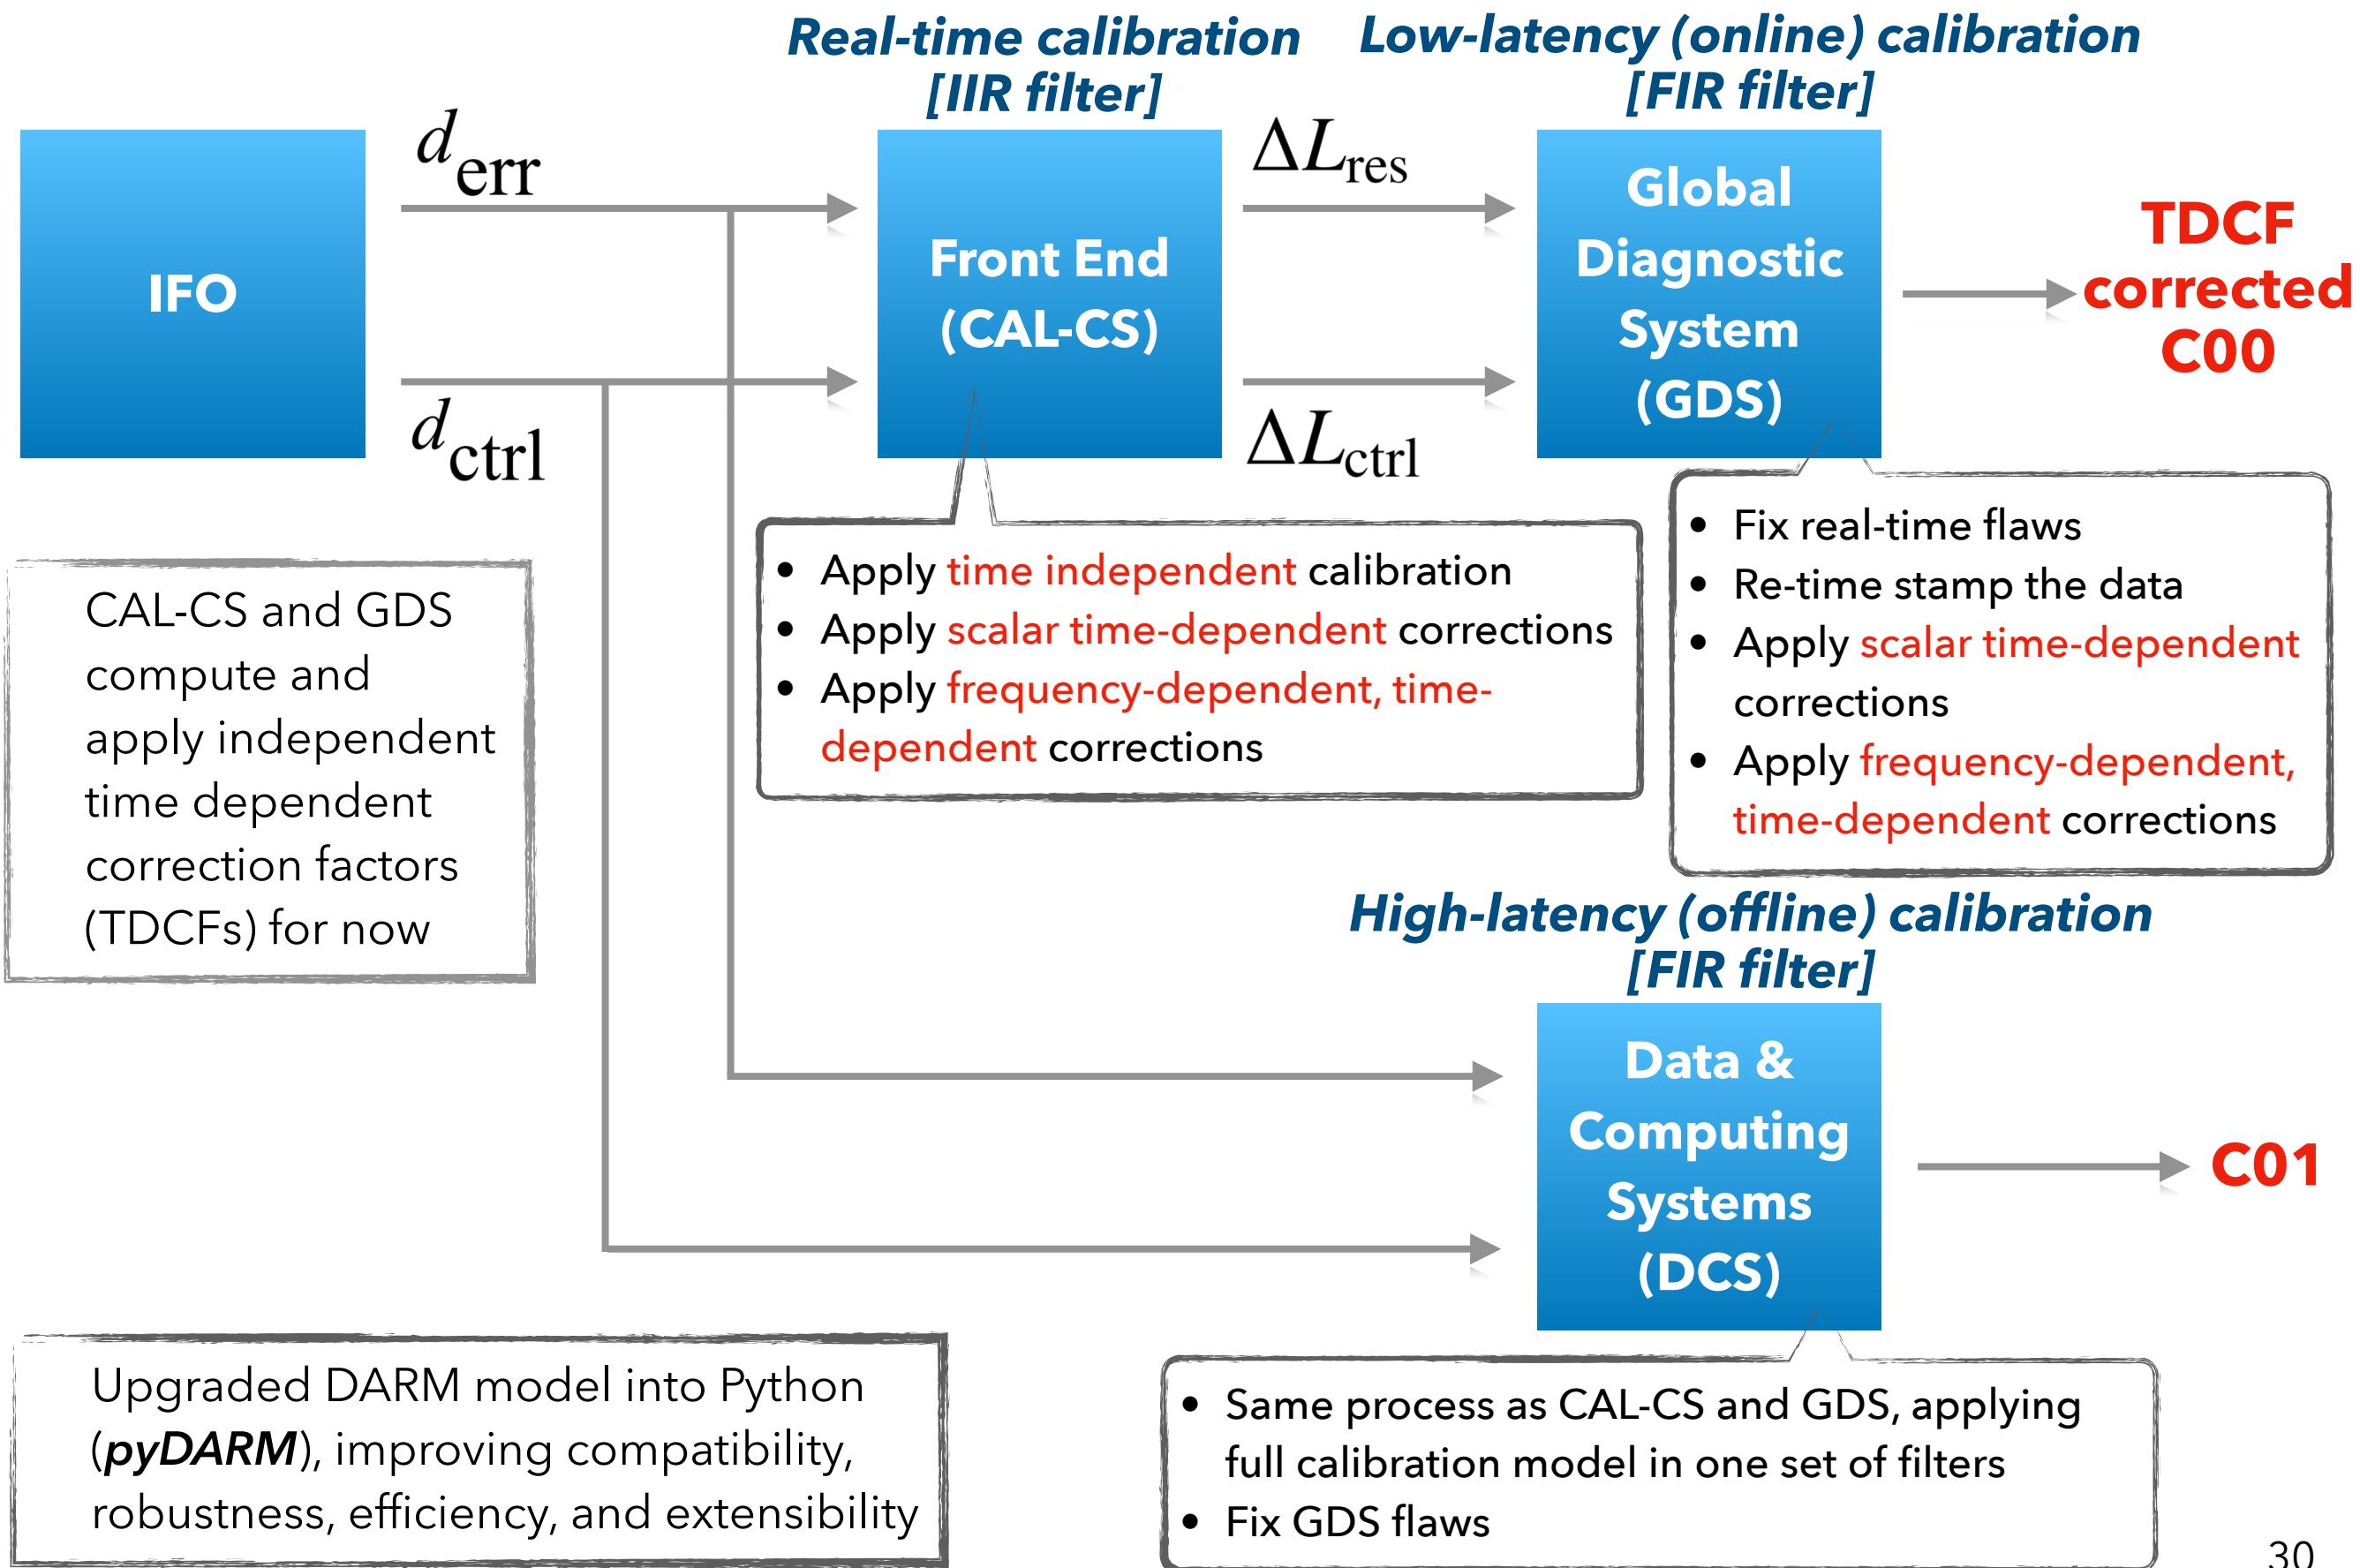 Real-time calibration
[IIR filter]
Low-latency (online) calibration
[FIR filter]
IFO
d_err
d_ctrl
Front End
(CAL-CS)
ΔL_res
ΔL_ctrl
Global
Diagnostic
System
(GDS)
TDCF
corrected
C00
CAL-CS and GDS
compute and
apply independent
time dependent
correction factors
(TDCFs) for now
• Apply time independent calibration
• Apply scalar time-dependent corrections
• Apply frequency-dependent, time-
dependent corrections
• Fix real-time flaws
• Re-time stamp the data
• Apply scalar time-dependent
corrections
• Apply frequency-dependent,
time-dependent corrections
High-latency (offline) calibration
[FIR filter]
Data &
Computing
Systems
(DCS)
C01
Upgraded DARM model into Python
(pyDARM), improving compatibility,
robustness, efficiency, and extensibility
• Same process as CAL-CS and GDS, applying
full calibration model in one set of filters
• Fix GDS flaws
30